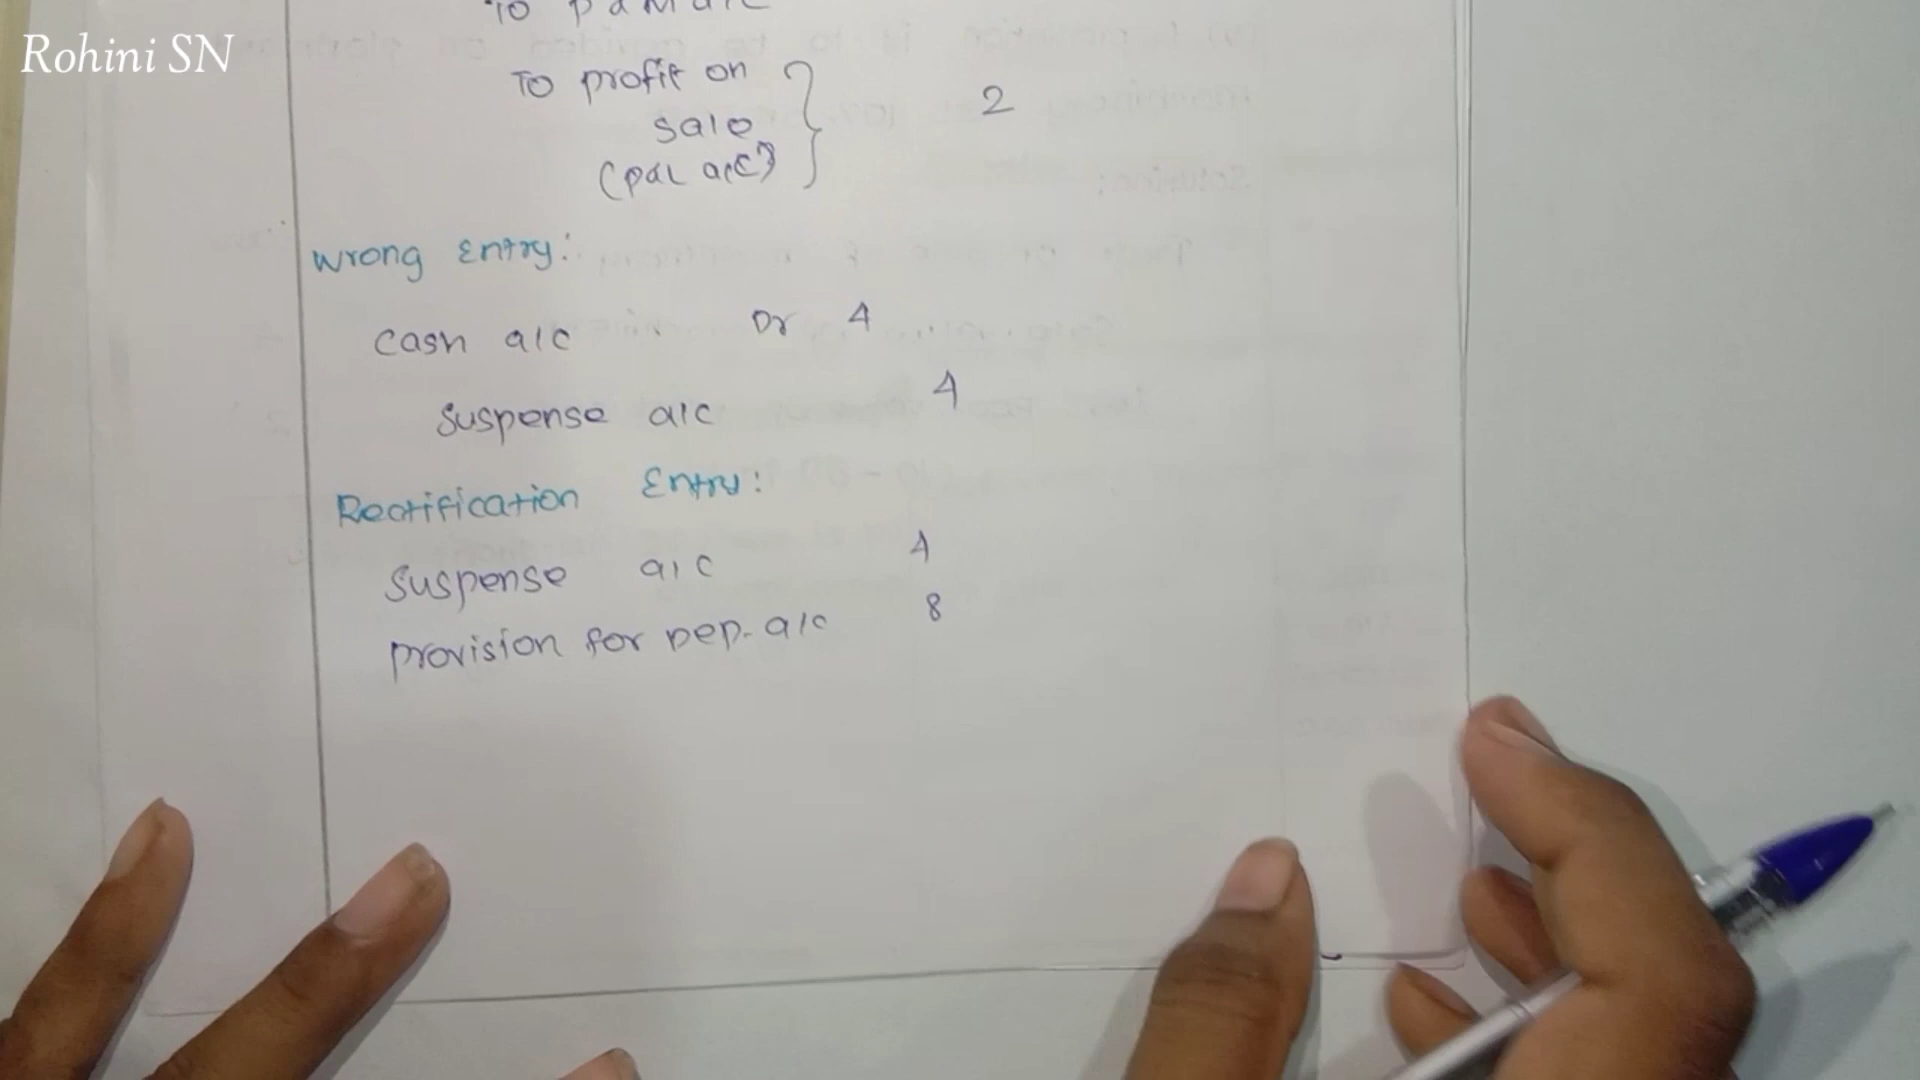 Rohini SN
To profit on
sale
(P&L a/c)
2
Wrong Entry:
cash a/c Dr 4
suspense a/c 4
Rectification Entry:
suspense a/c 4
provision for Dep. a/c 8